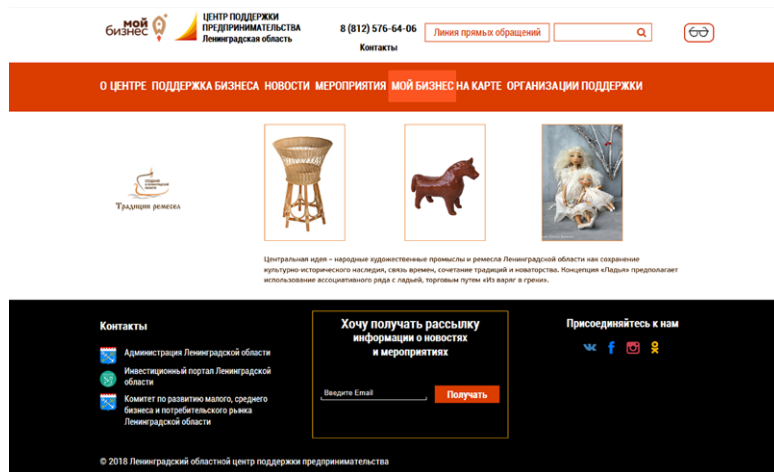 мой
бизнес
ЦЕНТР ПОДДЕРЖКИ
ПРЕДПРИНИМАТЕЛЬСТВА
Ленинградская область
8 (812) 576-64-06
Контакты
Линия прямых обращений
О ЦЕНТРЕ ПОДДЕРЖКА БИЗНЕСА НОВОСТИ МЕРОПРИЯТИЯ МОЙ БИЗНЕС НА КАРТЕ ОРГАНИЗАЦИИ ПОДДЕРЖКИ
Традиции ремесел
Центральная идея – народные художественные промыслы и ремесла Ленинградской области как сохранение
культурно-исторического наследия, связь времен, сочетание традиций и новаторства. Концепция «Ладья» предполагает
использование ассоциативного ряда с ладьей, торговым путем «Из варяг в греки».
Контакты
Администрация Ленинградской области
Инвестиционный портал Ленинградской
области
Комитет по развитию малого, среднего
бизнеса и потребительского рынка
Ленинградской области
Хочу получать рассылку
информации о новостях
и мероприятиях
Введите Email
Получать
Присоединяйтесь к нам
© 2018 Ленинградский областной центр поддержки предпринимательства